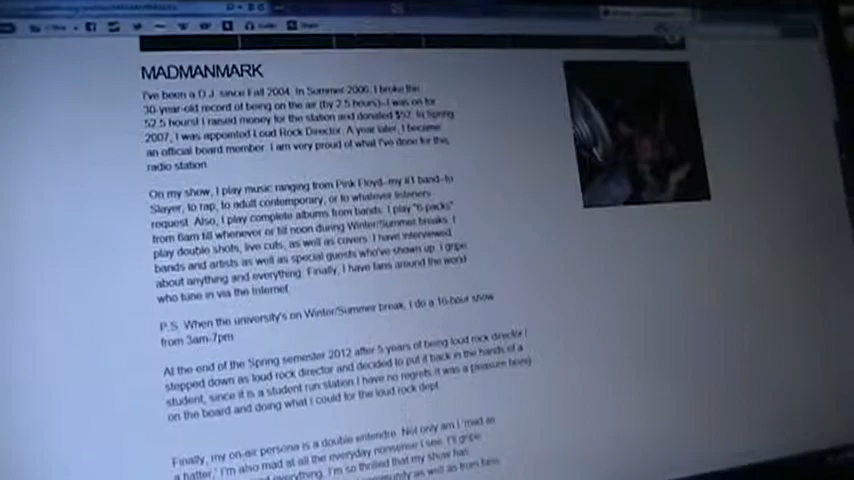 MADMANMARK
I've been a D.J. since Fall 2004. In Summer 2006, I broke the
30-year-old record of being on the air (by 2.5 hours)--I was on for
52.5 hours! I raised money for the station and donated $52. In Spring
2007, I was appointed Loud Rock Director. A year later, I became
an official board member. I am very proud of what I've done for this
radio station.
On my show, I play music ranging from Pink Floyd--my #1 band--to
Slayer, to rap, to adult contemporary, or to whatever listeners
request. Also, I play complete albums from bands. I play "6-packs"
from 6am till whenever or till noon during Winter/Summer breaks. I
play double shots, live cuts, as well as covers. I have interviewed
bands and artists as well as special guests who've shown up. I gripe
about anything and everything. Finally, I have fans around the world
who tune in via the Internet.
P.S. When the university's on Winter/Summer break, I do a 16-hour show
from 3am-7pm
At the end of the Spring semester 2012 after 5 years of being loud rock director I
stepped down as loud rock director and decided to put it back in the hands of a
student, since it is a student run station I have no regrets it was a pleasure being
on the board and doing what I could for the loud rock dept.
Finally, my on-air persona is a double entendre. Not only am I 'mad as
a hatter,' I'm also mad at all the everyday nonsense I see. I'll gripe
everything. I'm so thrilled that my show has
as well as from